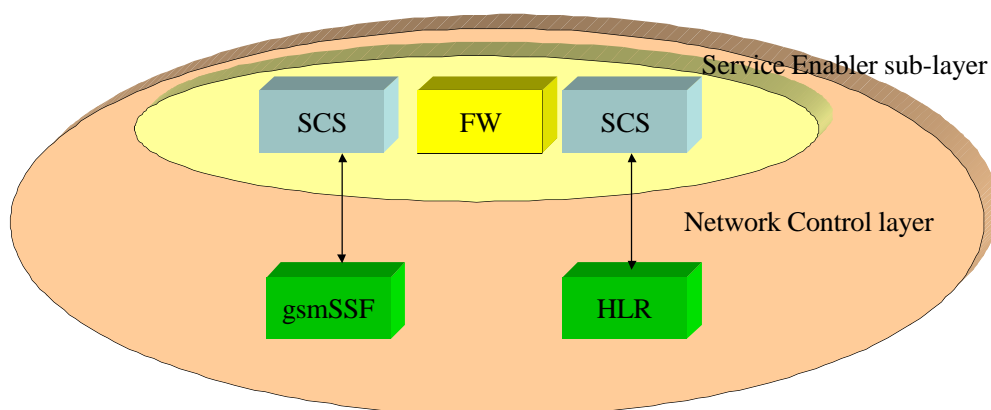 Service Enabler sub-layer
SCS
FW
SCS
Network Control layer
gsmSSF
HLR